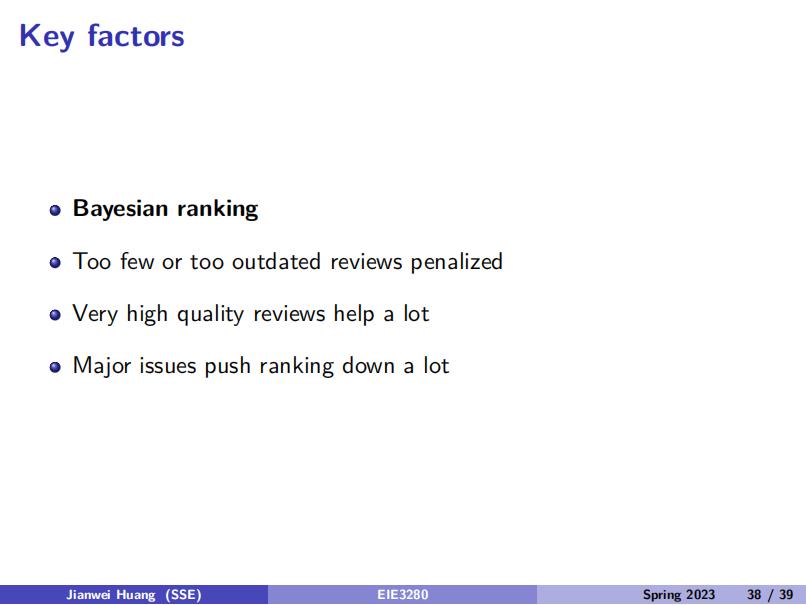 Key factors
Bayesian ranking
Too few or too outdated reviews penalized
Very high quality reviews help a lot
Major issues push ranking down a lot
Jianwei Huang (SSE) EIE3280 Spring 2023 38 / 39